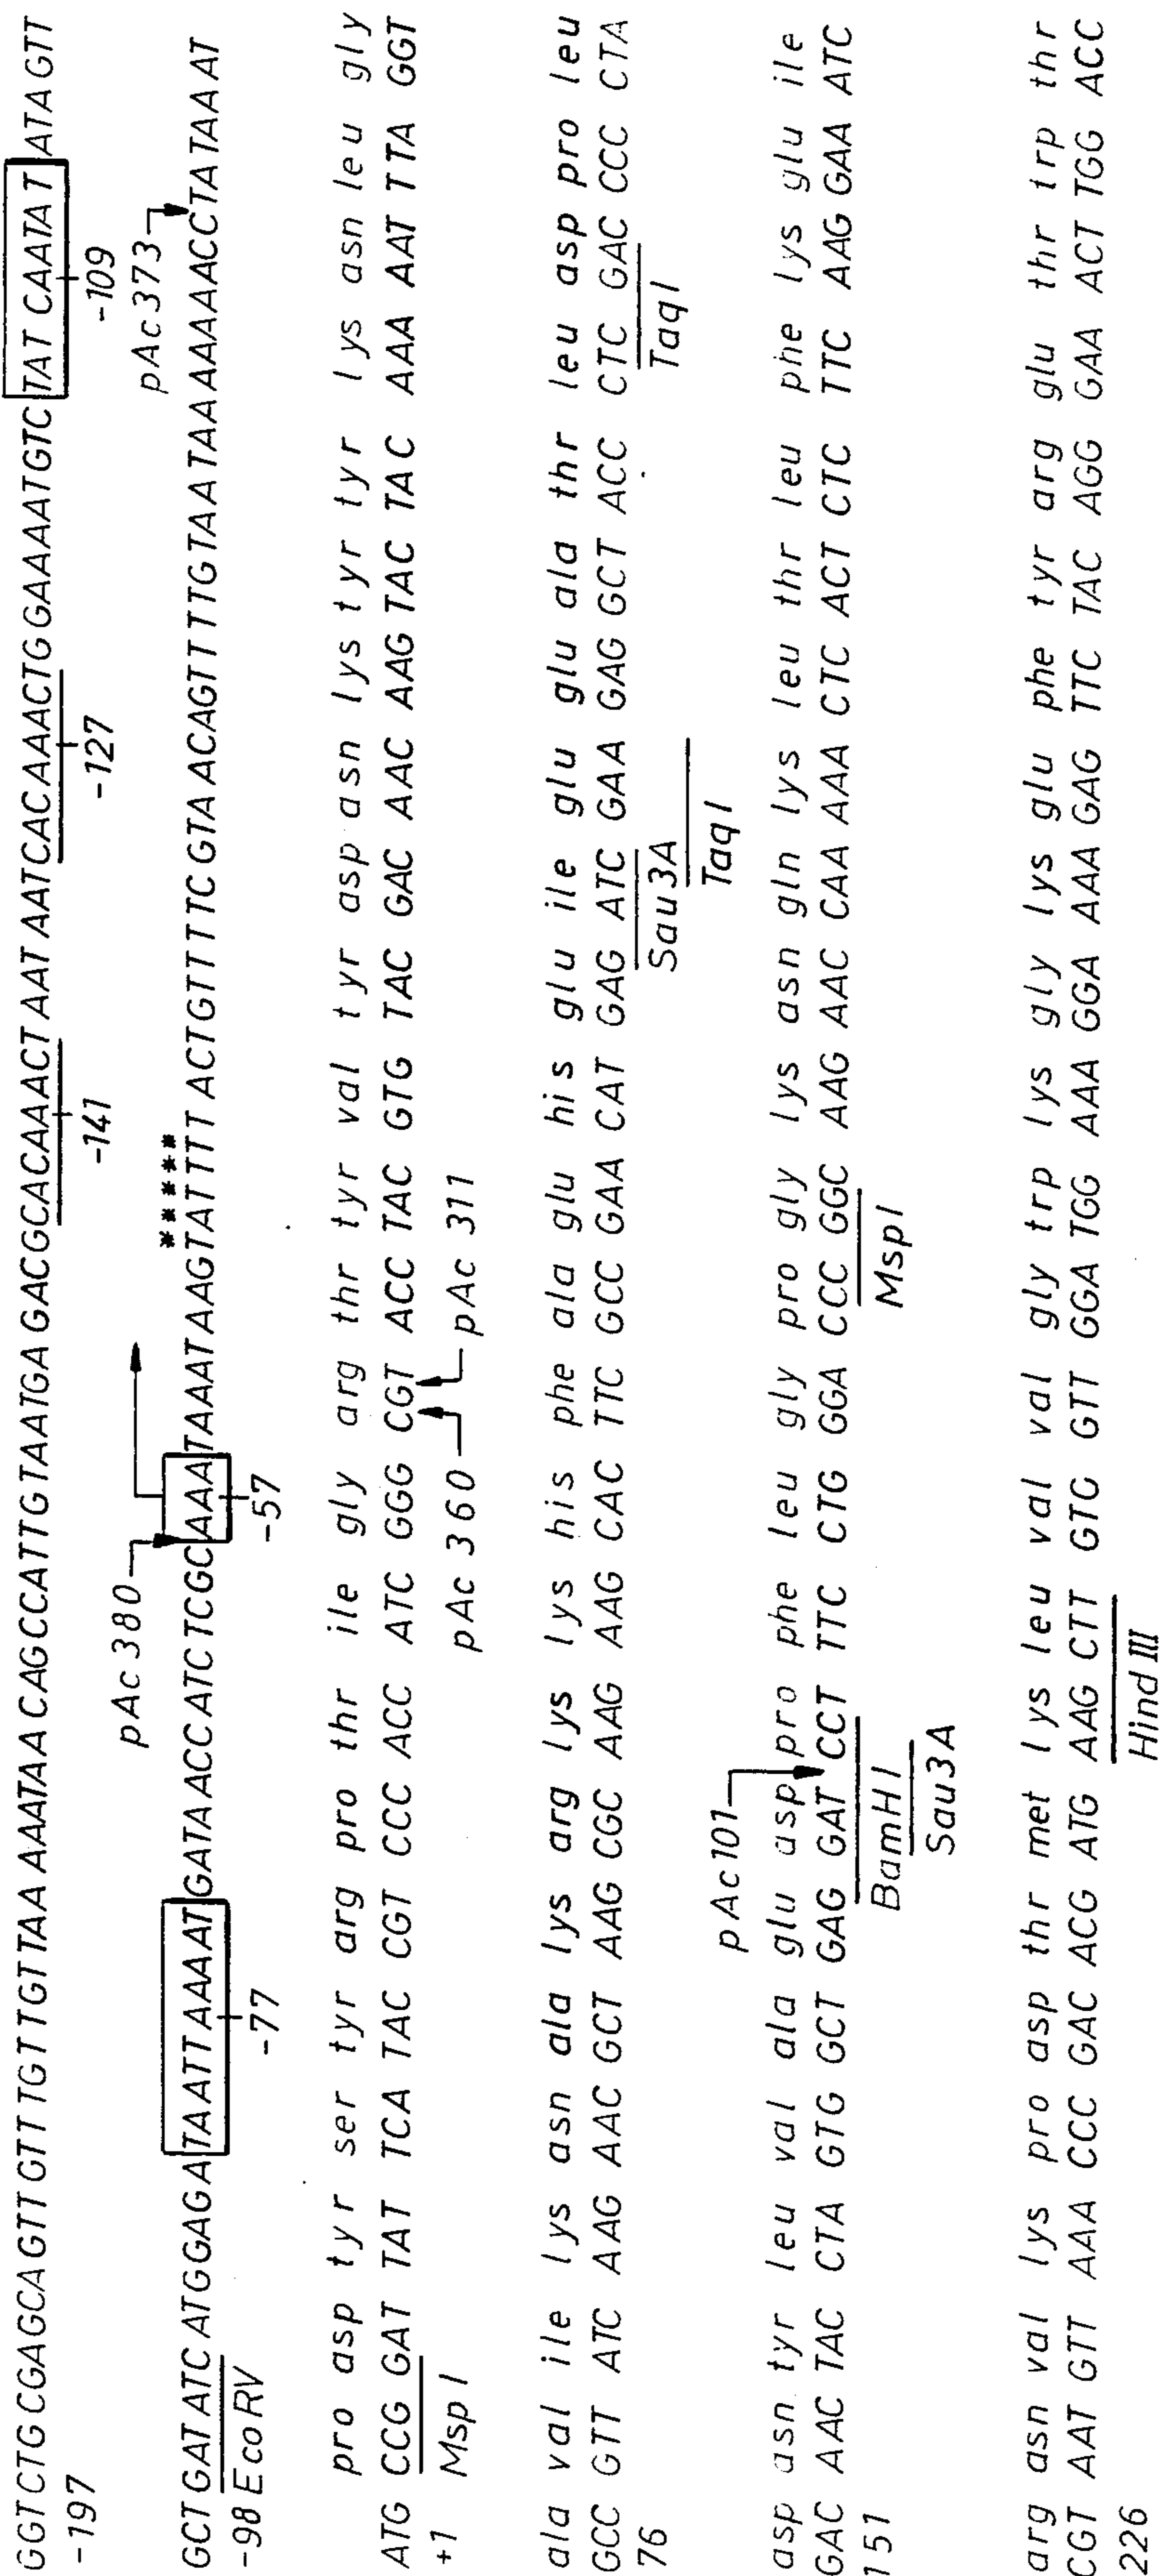 GGTCTGCGAGCAGTTGTTTGTTGTTAAAAATAACAGCCATTGTAATGAGACGCACAAACTAATAATCACAAACTGGAAATGTCTATCAATATATAGTT
-197 -141 -127 -109
pAc380 ***** pAc373
GCTGATATCATGGAGATAATTAAAATGATAACCATCTCGCAAATAAATAAGTATTTTACTGTTTTCGTAACAGTTTTGTAATAAAAAAACCTATAAAT
-98 EcoRV -77 -57
pro asp tyr ser tyr arg pro thr ile gly arg thr tyr val tyr asp asn lys tyr tyr lys asn leu gly
ATG CCG GAT TAT TCA TAC CGT CCC ACC ATC GGG CGT ACC TAC GTG TAC GAC AAC AAG TAC TAC AAA AAT TTA GGT
+1 MspI pAc360 pAc 311
ala val ile lys asn ala lys arg lys lys his phe ala glu his glu ile glu glu ala thr leu asp pro leu
GCC GTT ATC AAG AAC GCT AAG CGC AAG AAG CAC TTC GCC GAA CAT GAG ATC GAA GAG GCT ACC CTC GAC CCC CTA
76 Sau3A TaqI TaqI
pAc101
asp asn tyr leu val ala glu asp pro phe leu gly pro gly lys asn gln lys leu thr leu phe lys glu ile
GAC AAC TAC CTA GTG GCT GAG GAT CCT TTC CTG GGA CCC GGC AAG AAC CAA AAA CTC ACT CTC TTC AAG GAA ATC
151 BamHI Sau3A MspI
arg asn val lys pro asp thr met lys leu val val gly trp lys gly lys glu phe tyr arg glu thr trp thr
CGT AAT GTT AAA CCC GAC ACG ATG AAG CTT GTC GTT GGA TGG AAA GGA AAA GAG TTC TAC AGG GAA ACT TGG ACC
226 Hind III